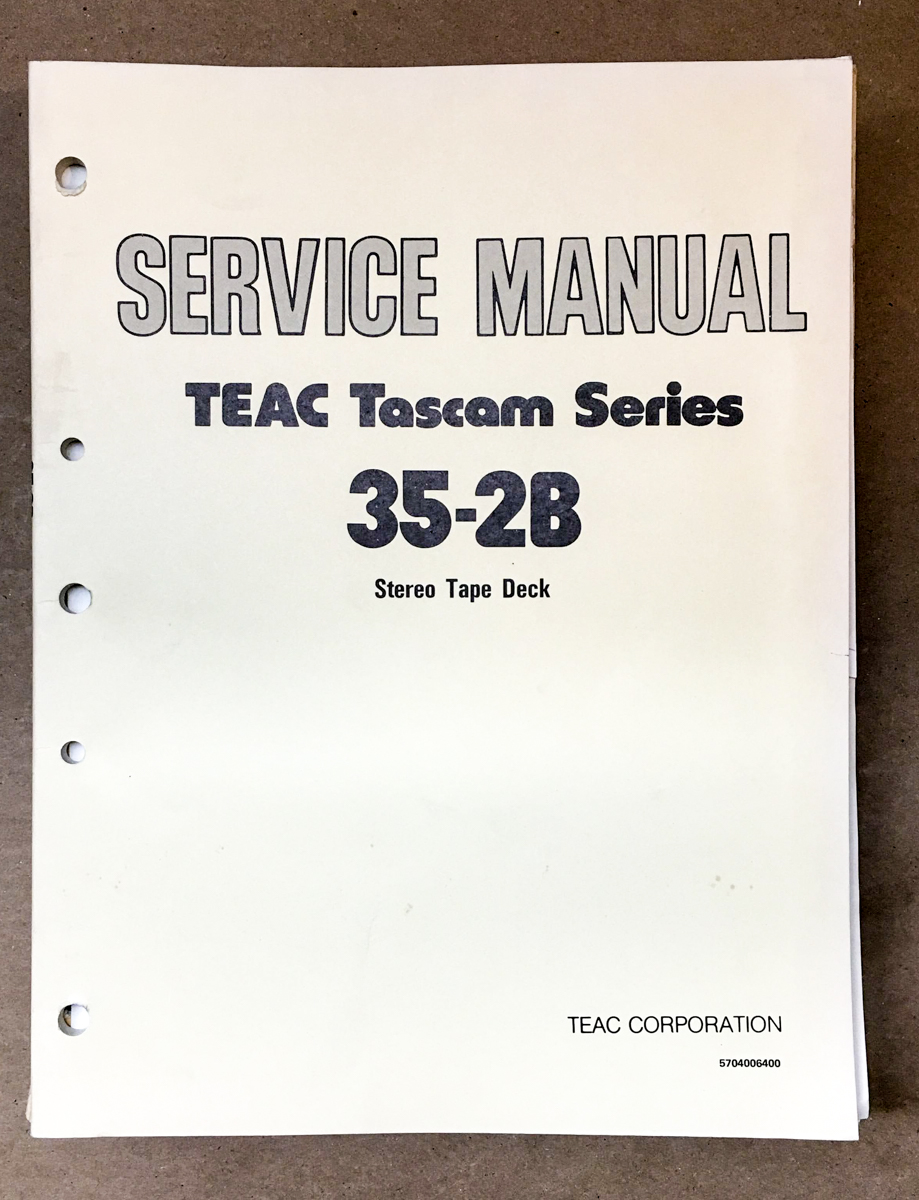 SERVICE MANUAL
TEAC Tascam Series
35-2B
Stereo Tape Deck
TEAC CORPORATION
5704006400